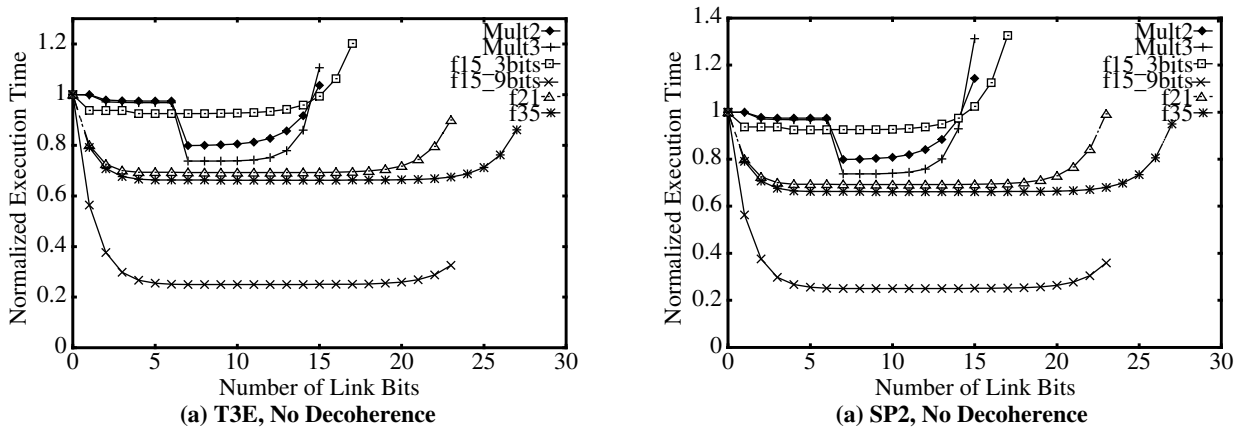 Normalized Execution Time
1.2
1
0.8
0.6
0.4
0.2
0
0 5 10 15 20 25 30
Number of Link Bits
Mult2
Mult3
f15_3bits
f15_9bits
f21
f35
(a) T3E, No Decoherence
Normalized Execution Time
1.4
1.2
1
0.8
0.6
0.4
0.2
0
0 5 10 15 20 25 30
Number of Link Bits
Mult2
Mult3
f15_3bits
f15_9bits
f21
f35
(a) SP2, No Decoherence